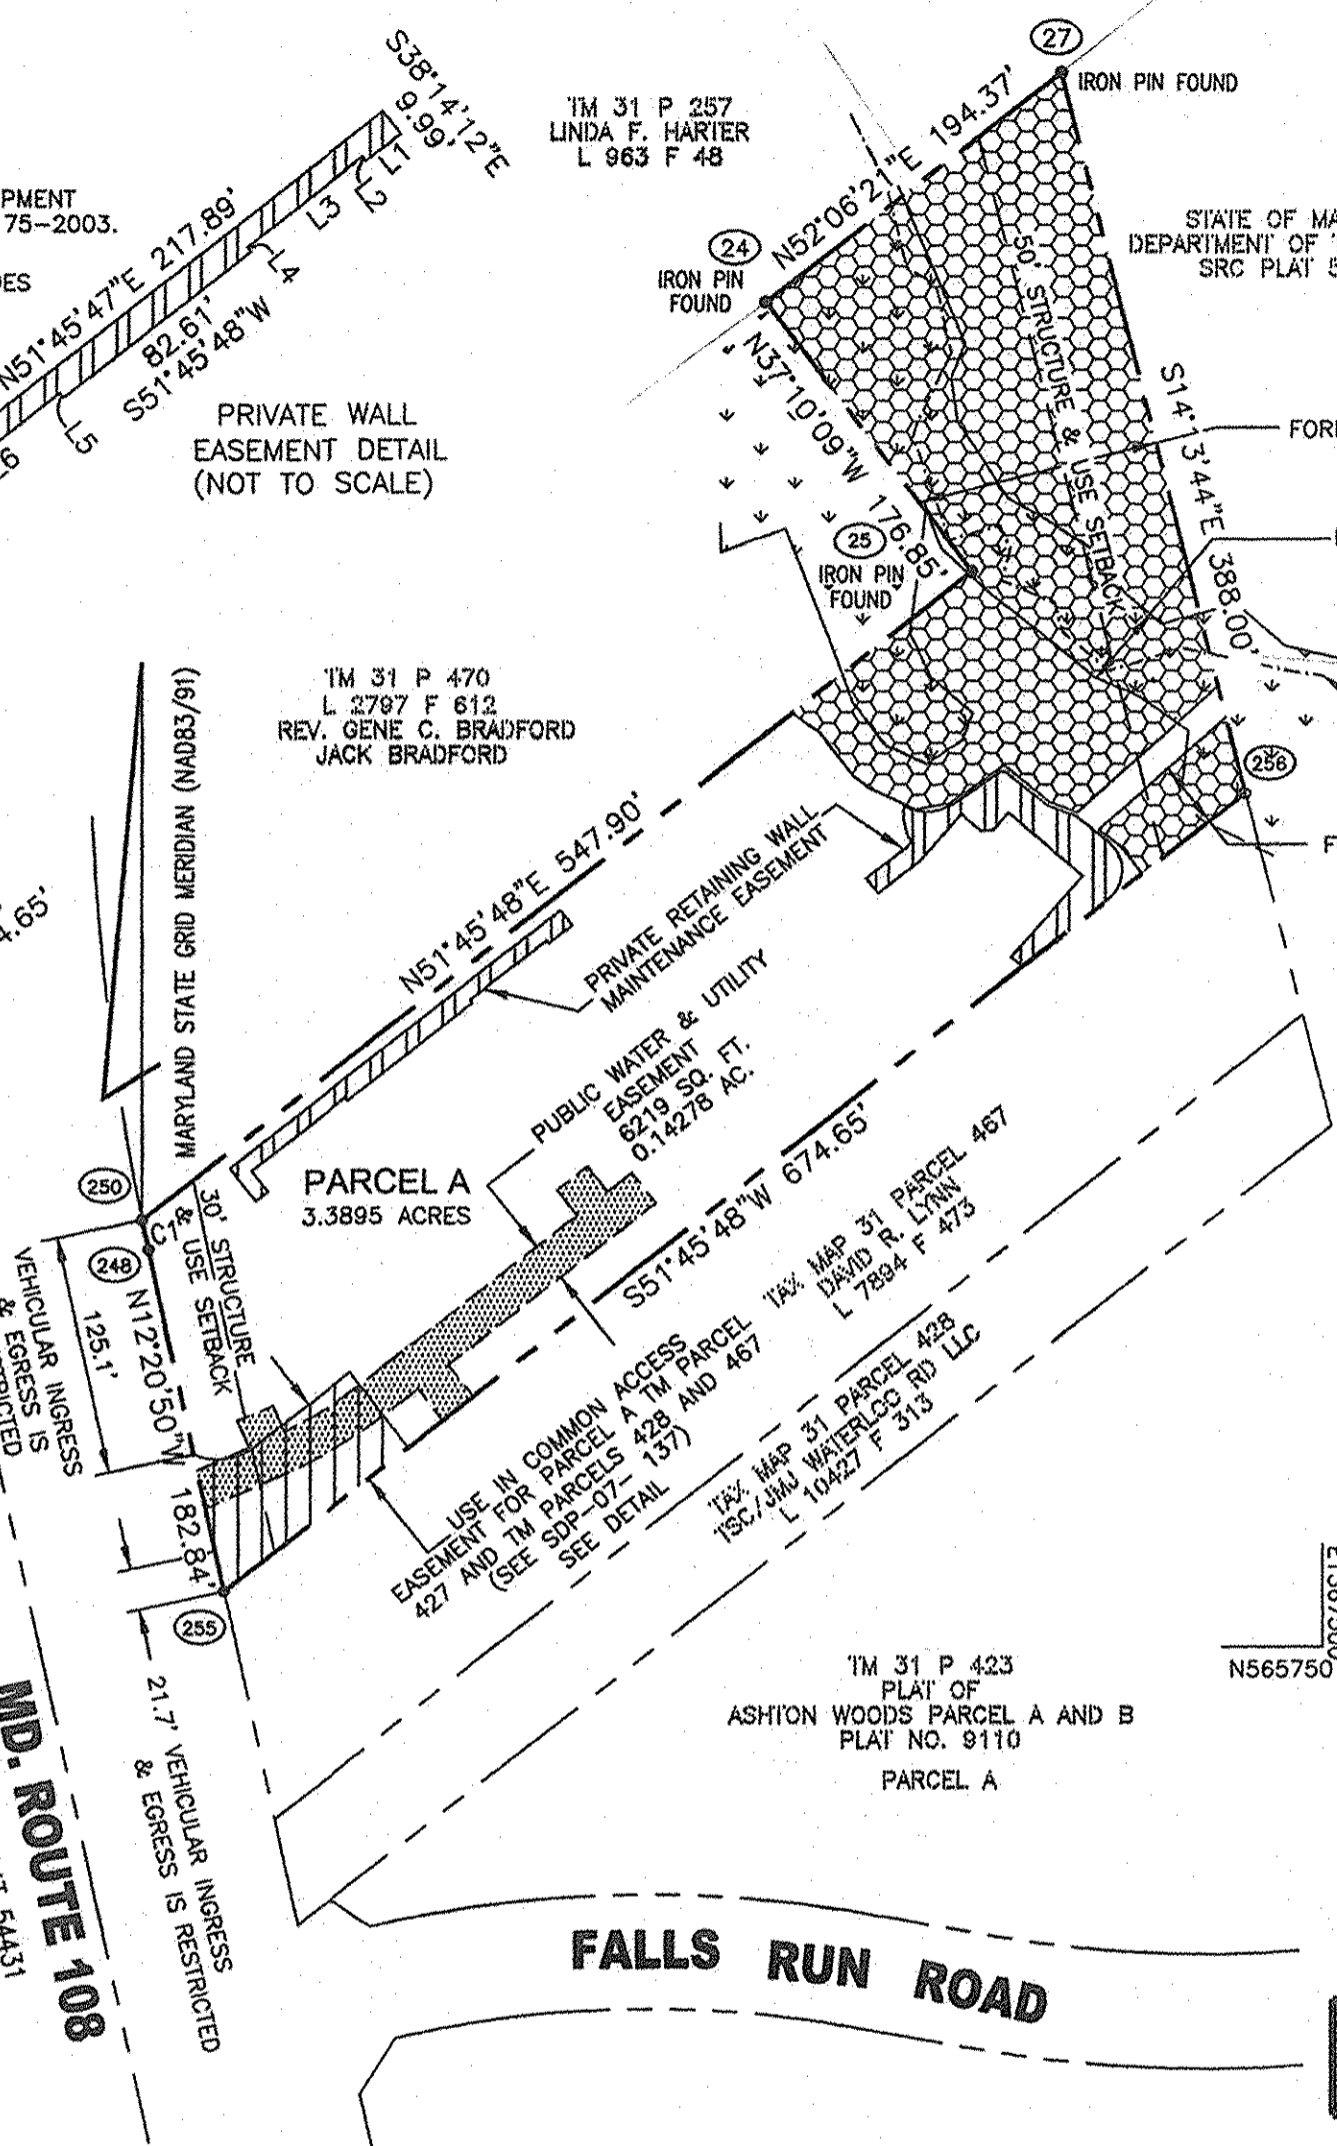 S38°14'12"E
9.99'
L1
L2
L3
L4
N51°45'47"E 217.89'
82.61'
S51°45'48"W
L5
PRIVATE WALL
EASEMENT DETAIL
(NOT TO SCALE)
75-2003.
TM 31 P 257
LINDA F. HARTER
L 963 F 48
27
IRON PIN FOUND
N52°06'21"E 194.37'
24
IRON PIN
FOUND
STATE OF
DEPARTMENT OF
SRC PLAT
50' STRUCTURE & USE SETBACK
N37°10'09"W 176.85'
S14°13'44"E 388.00'
25
IRON PIN
FOUND
256
TM 31 P 470
L 2797 F 612
REV. GENE C. BRADFORD
JACK BRADFORD
MARYLAND STATE GRID MERIDIAN (NAD83/91)
N51°45'48"E 547.90'
PRIVATE RETAINING WALL
MAINTENANCE EASEMENT
PUBLIC WATER & UTILITY
EASEMENT
6219 SQ. FT.
0.14278 AC.
PARCEL A
3.3895 ACRES
S51°45'48"W 674.65'
250
C1
248
30' STRUCTURE
& USE SETBACK
N12°20'50"W 182.84'
125.1'
VEHICULAR INGRESS
& EGRESS IS
255
21.7' VEHICULAR INGRESS
& EGRESS IS RESTRICTED
USE IN COMMON ACCESS
EASEMENT FOR PARCEL A TM PARCEL
427 AND TM PARCELS 428 AND 467
(SEE SDP-07-137)
SEE DETAIL
TAX MAP 31 PARCEL 467
DAVID R. LYNN
L 7894 F 473
TAX MAP 31 PARCEL 428
TSC/JMJ WATERLOO RD LLC
L 10427 F 313
TM 31 P 423
PLAT OF
ASHTON WOODS PARCEL A AND B
PLAT NO. 9110
PARCEL A
N565750
MD. ROUTE 108
54431
FALLS RUN ROAD